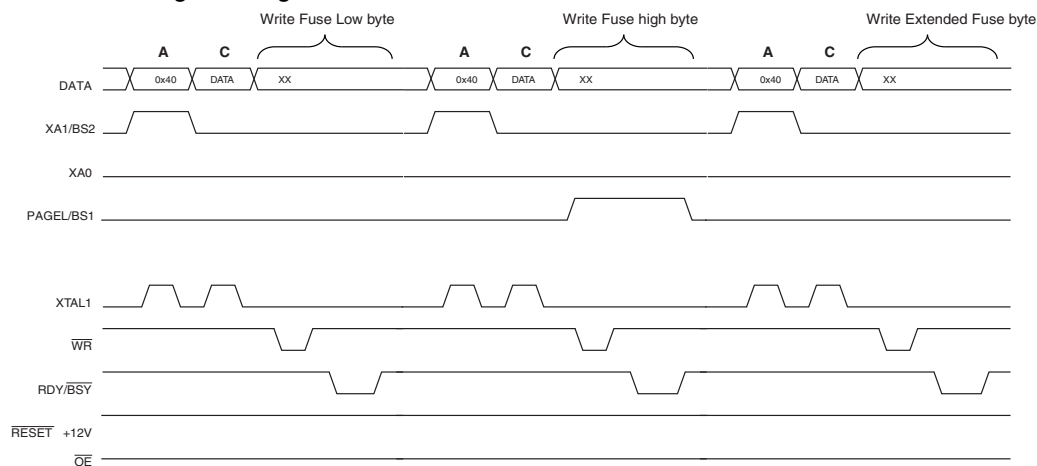 Write Fuse Low byte Write Fuse high byte Write Extended Fuse byte
A C A C A C
DATA 0x40 DATA XX 0x40 DATA XX 0x40 DATA XX
XA1/BS2
XA0
PAGEL/BS1
XTAL1
WR
RDY/BSY
RESET +12V
OE